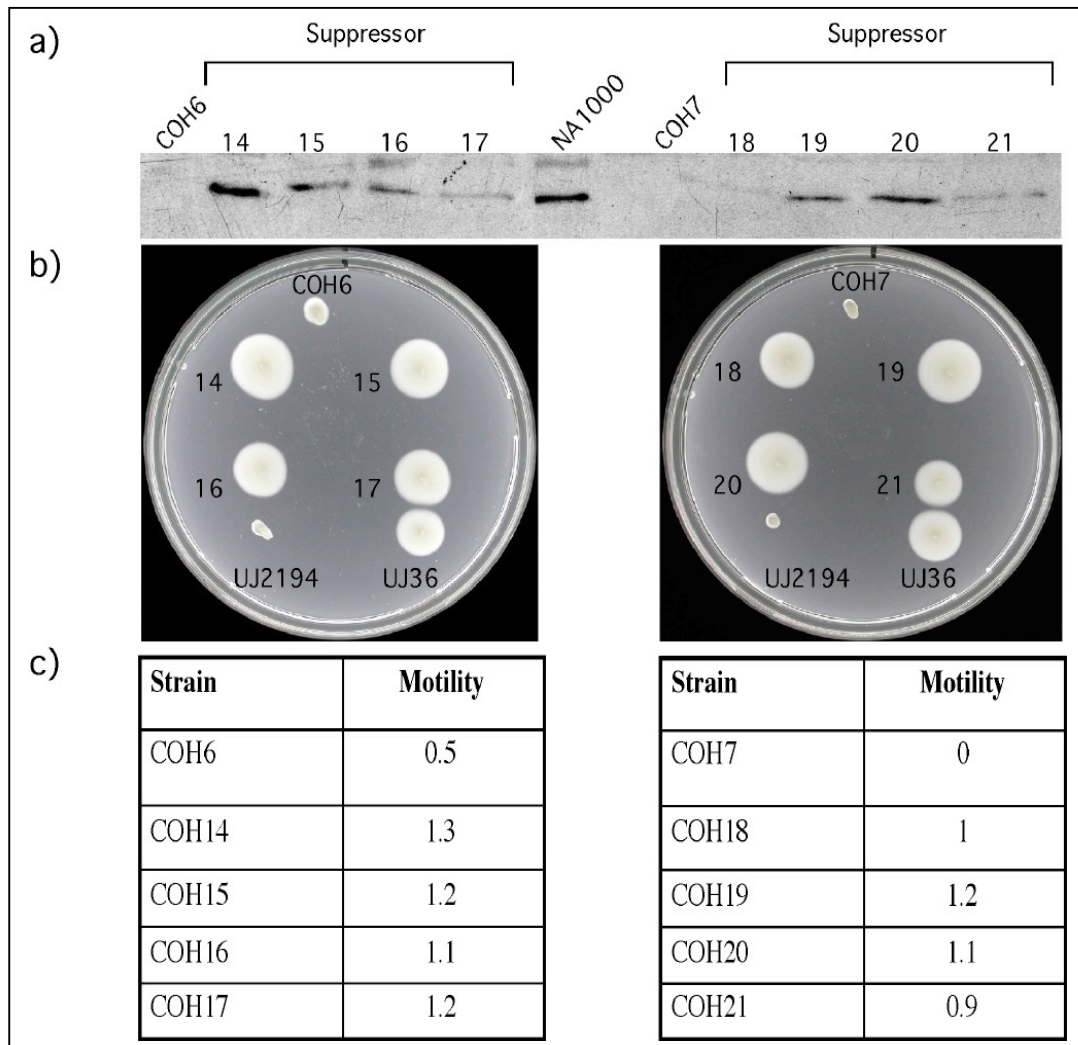 a)
Suppressor
Suppressor
COH6
14
15
16
17
NA1000
COH7
18
19
20
21
b)
COH6
14
15
16
17
UJ2194
UJ36
COH7
18
19
20
21
UJ2194
UJ36
c)
Strain Motility
COH6 0.5
COH14 1.3
COH15 1.2
COH16 1.1
COH17 1.2
Strain Motility
COH7 0
COH18 1
COH19 1.2
COH20 1.1
COH21 0.9